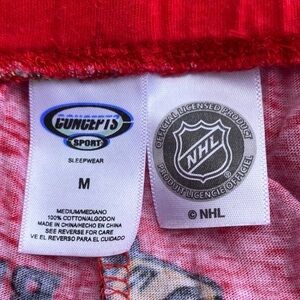 CONCEPTS
SPORT
SLEEPWEAR
M
MEDIUM/MEDIANO
100% COTTON/ALGODON
MADE IN CHINA/HECHO EN CHINA
SEE REVERSE FOR CARE
VE EL REVERSO PARA EL CUIDADO
OFFICIAL LICENSED PRODUCT
NHL
PRODUIT LICENCIÉ OFFICIEL
© NHL